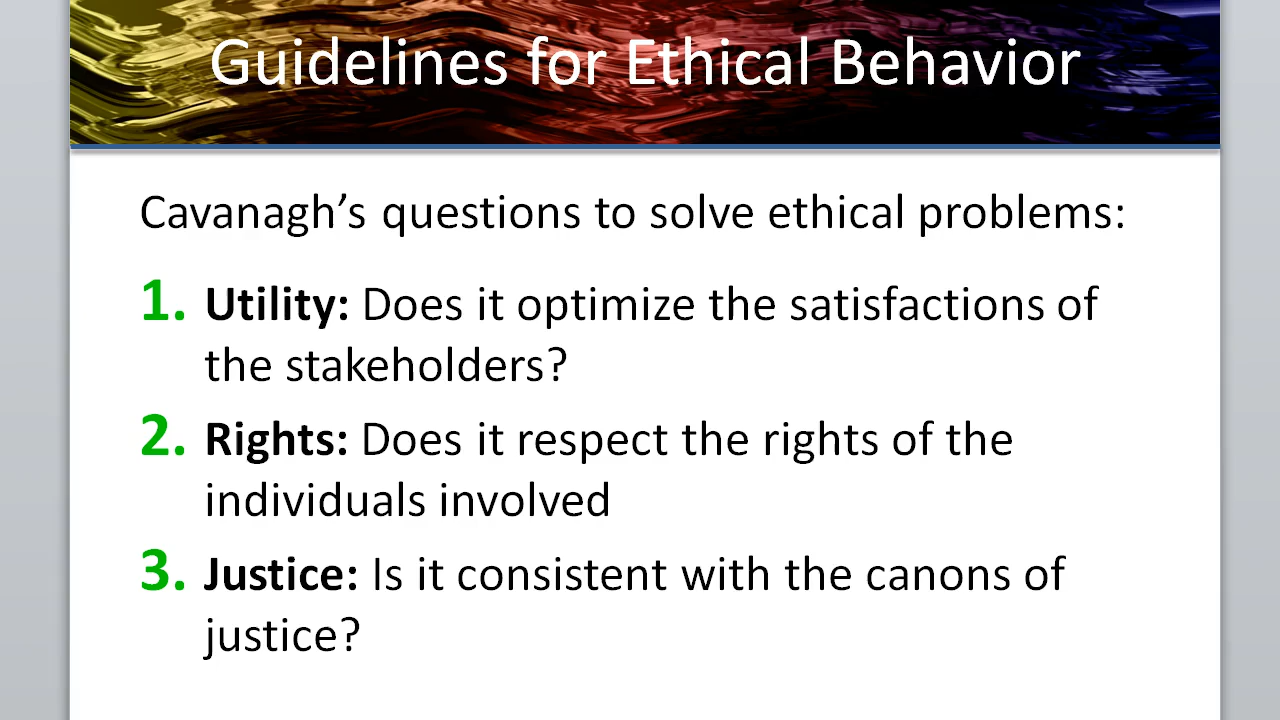 Guidelines for Ethical Behavior
Cavanagh’s questions to solve ethical problems:
1. Utility: Does it optimize the satisfactions of
the stakeholders?
2. Rights: Does it respect the rights of the
individuals involved
3. Justice: Is it consistent with the canons of
justice?